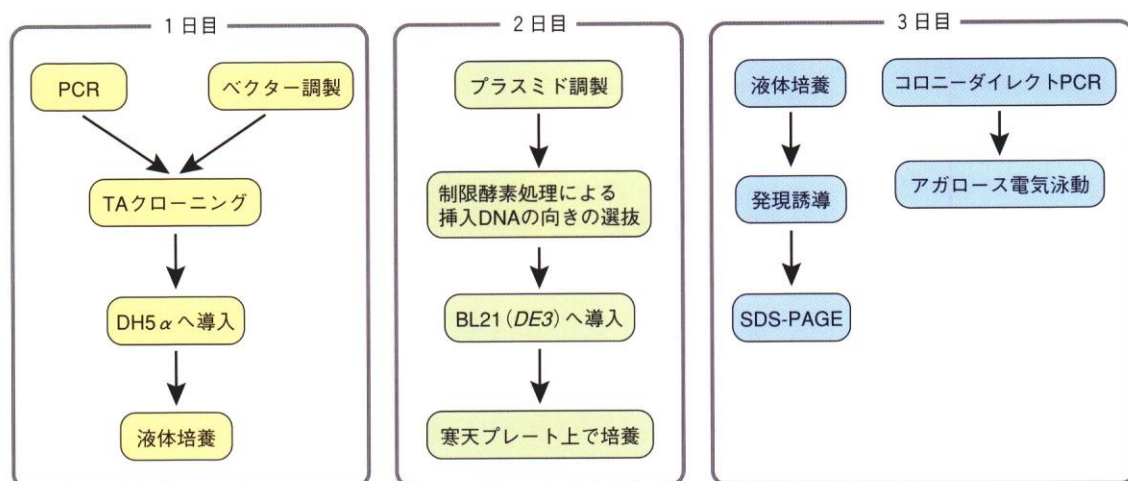 1日目
PCR
ベクター調製
TAクローニング
DH5αへ導入
液体培養
2日目
プラスミド調製
制限酵素処理による
挿入DNAの向きの選抜
BL21(DE3)へ導入
寒天プレート上で培養
3日目
液体培養
発現誘導
SDS-PAGE
コロニーダイレクトPCR
アガロース電気泳動